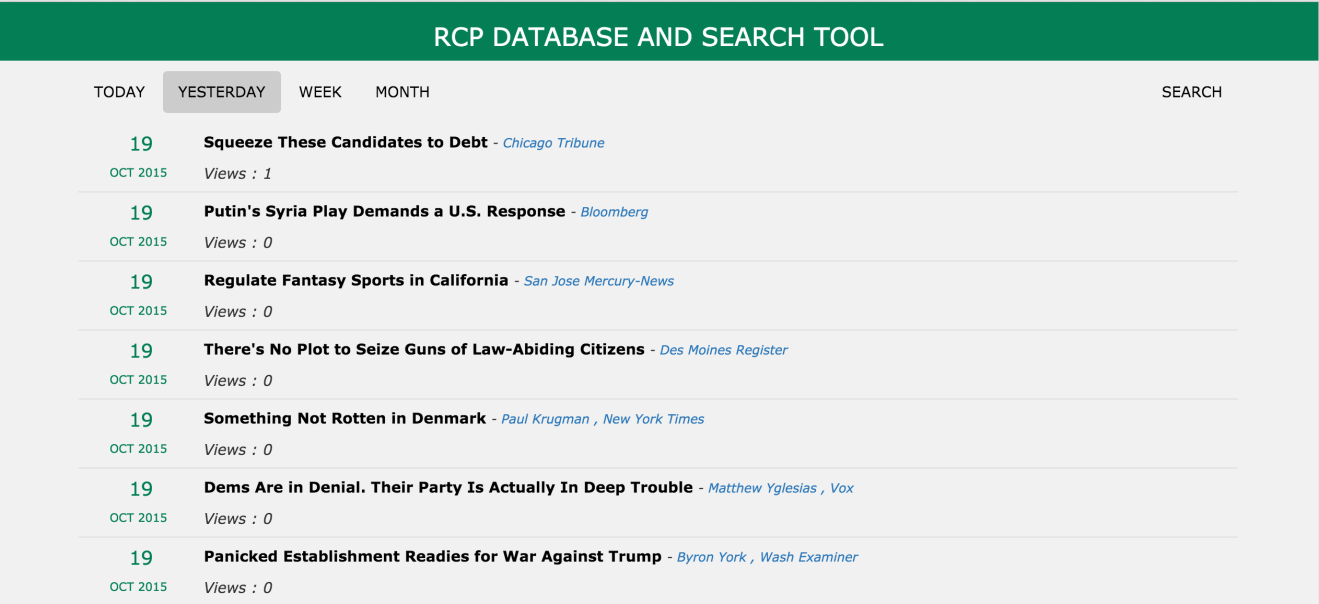 RCP DATABASE AND SEARCH TOOL
TODAY YESTERDAY WEEK MONTH SEARCH
19 Squeeze These Candidates to Debt - Chicago Tribune
OCT 2015 Views : 1
19 Putin's Syria Play Demands a U.S. Response - Bloomberg
OCT 2015 Views : 0
19 Regulate Fantasy Sports in California - San Jose Mercury-News
OCT 2015 Views : 0
19 There's No Plot to Seize Guns of Law-Abiding Citizens - Des Moines Register
OCT 2015 Views : 0
19 Something Not Rotten in Denmark - Paul Krugman , New York Times
OCT 2015 Views : 0
19 Dems Are in Denial. Their Party Is Actually In Deep Trouble - Matthew Yglesias , Vox
OCT 2015 Views : 0
19 Panicked Establishment Readies for War Against Trump - Byron York , Wash Examiner
OCT 2015 Views : 0